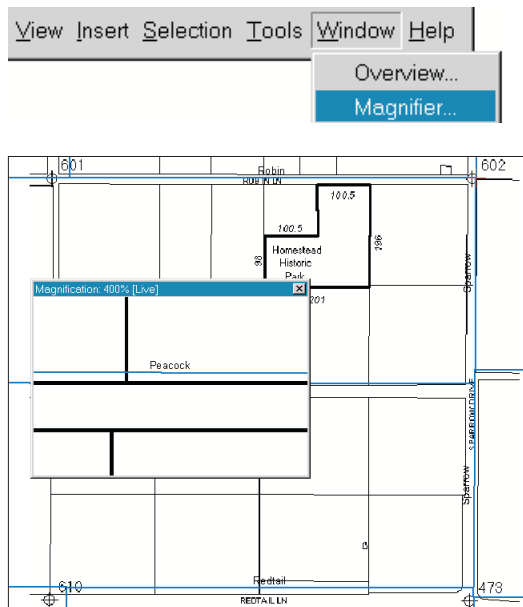 View Insert Selection Tools Window Help
Overview...
Magnifier...
601
602
Robin
ROBIN LN
100.5
100.5
98
196
Homestead
Historic
Park
201
Sparrow
Magnification: 400% [Live]
Peacock
SPARROW DRIVE
Sparrow
610
Redtail
REDTAIL LN
473